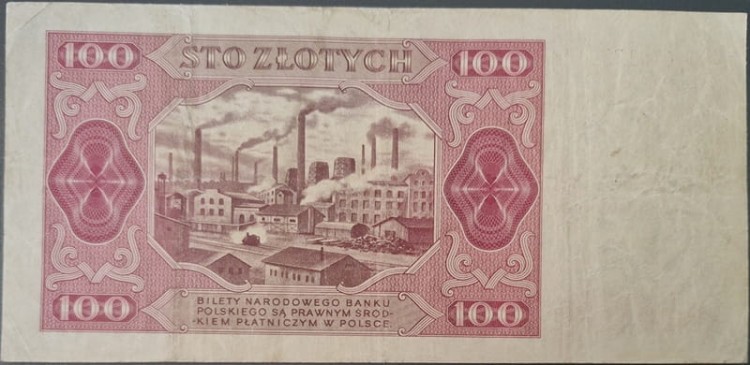 100 STO ZŁOTYCH 100
BILETY NARODOWEGO BANKU
POLSKIEGO SĄ PRAWNYM ŚROD-
KIEM PŁATNICZYM W POLSCE.
100 100